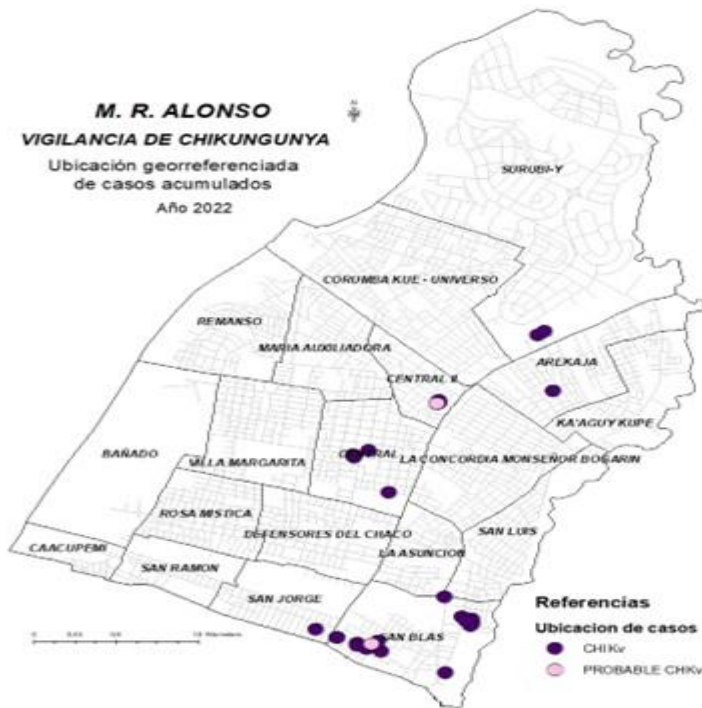 M. R. ALONSO
VIGILANCIA DE CHIKUNGUNYA
Ubicación georreferenciada
de casos acumulados
Año 2022
SURUBI-Y
CORUMBA KUE - UNIVERSO
REMANSO
MARIA AUXILIADORA
AREKAJA
CENTRAL II
KA'AGUY KUPE
BAÑADO
VILLA MARGARITA
LA CONCORDIA MONSEÑOR BOGARIN
ROSA MISTICA
DEFENSORES DEL CHACO
SAN LUIS
LA ASUNCION
CAACUPEMI
SAN RAMON
SAN JORGE
SAN BLAS
Referencias
Ubicacion de casos
CHIKv
PROBABLE CHKv